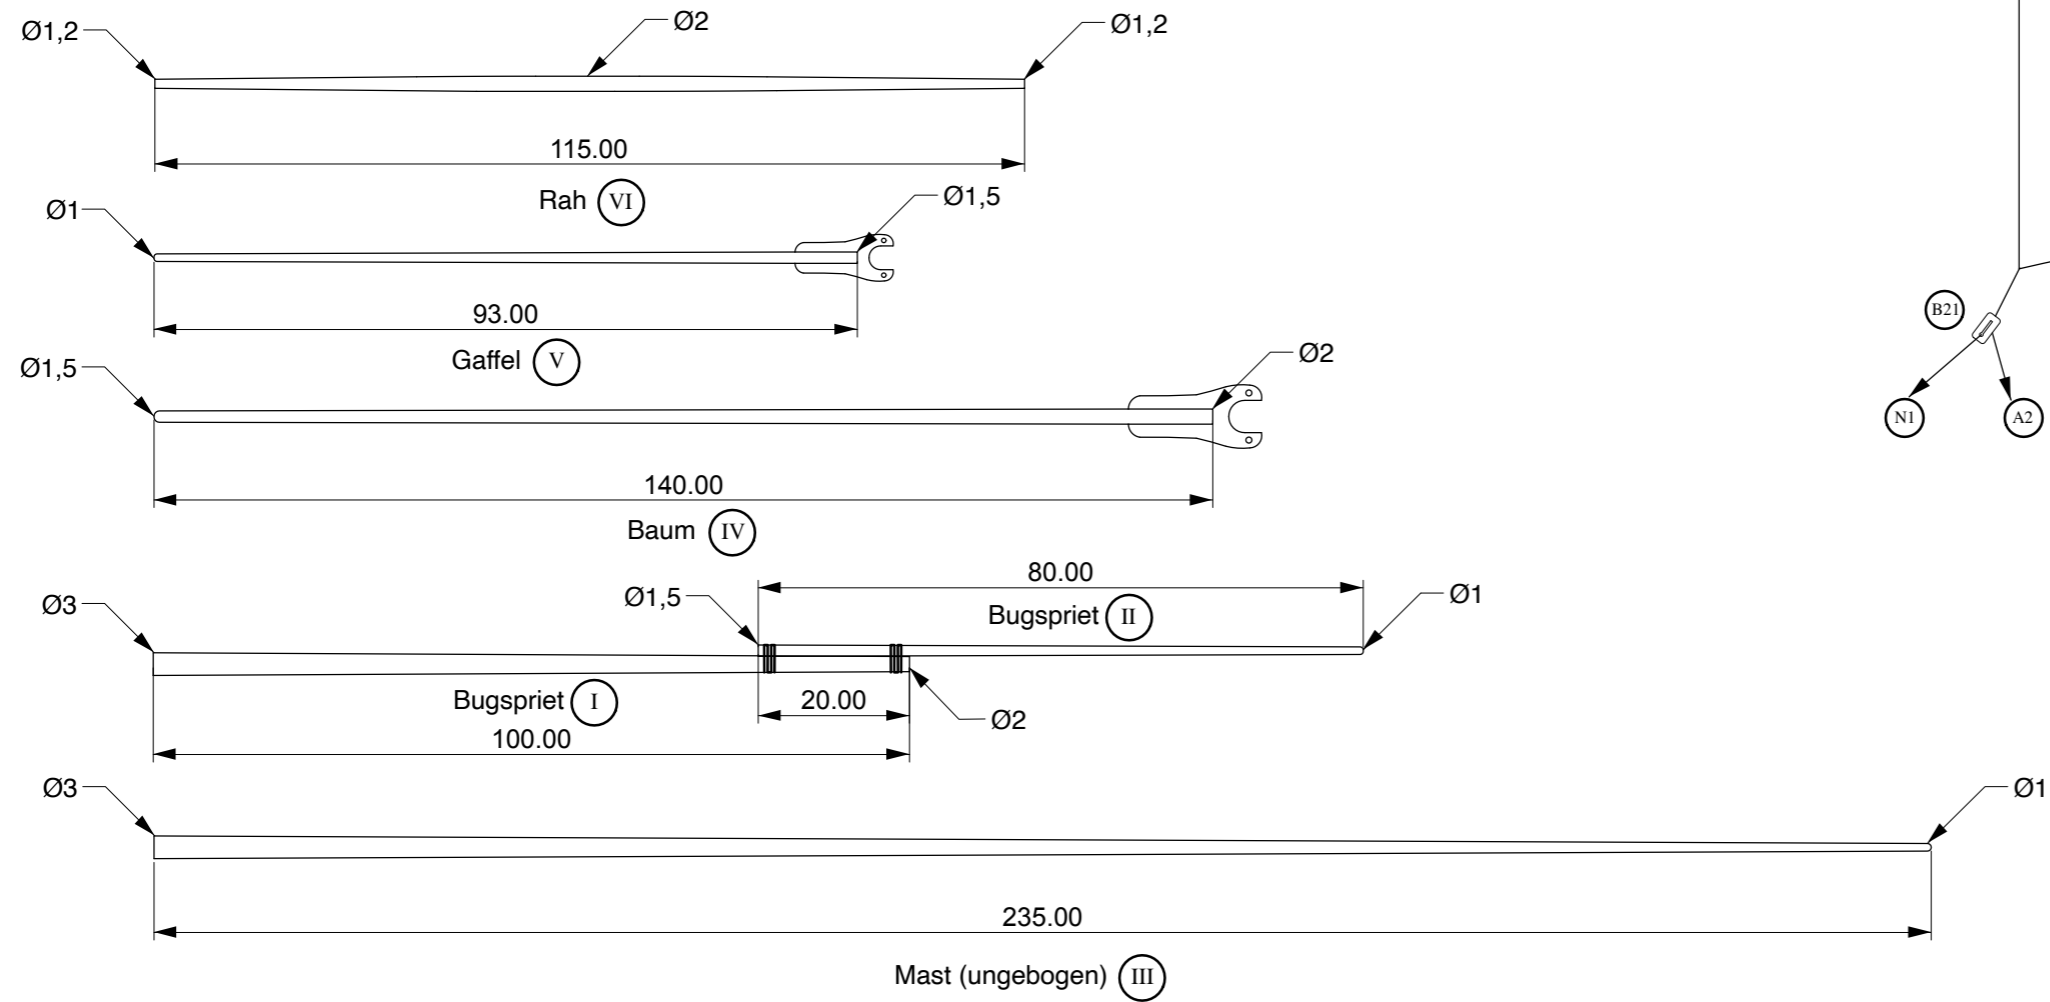 Ø1,2
Ø2
Ø1,2
115.00
Rah VI
Ø1
Ø1,5
93.00
Gaffel V
Ø1,5
Ø2
140.00
Baum IV
80.00
Ø3
Ø1,5
Bugspriet II
Ø1
Bugspriet I
20.00
Ø2
100.00
Ø3
Ø1
235.00
Mast (ungebogen) III
B21
N1
A2